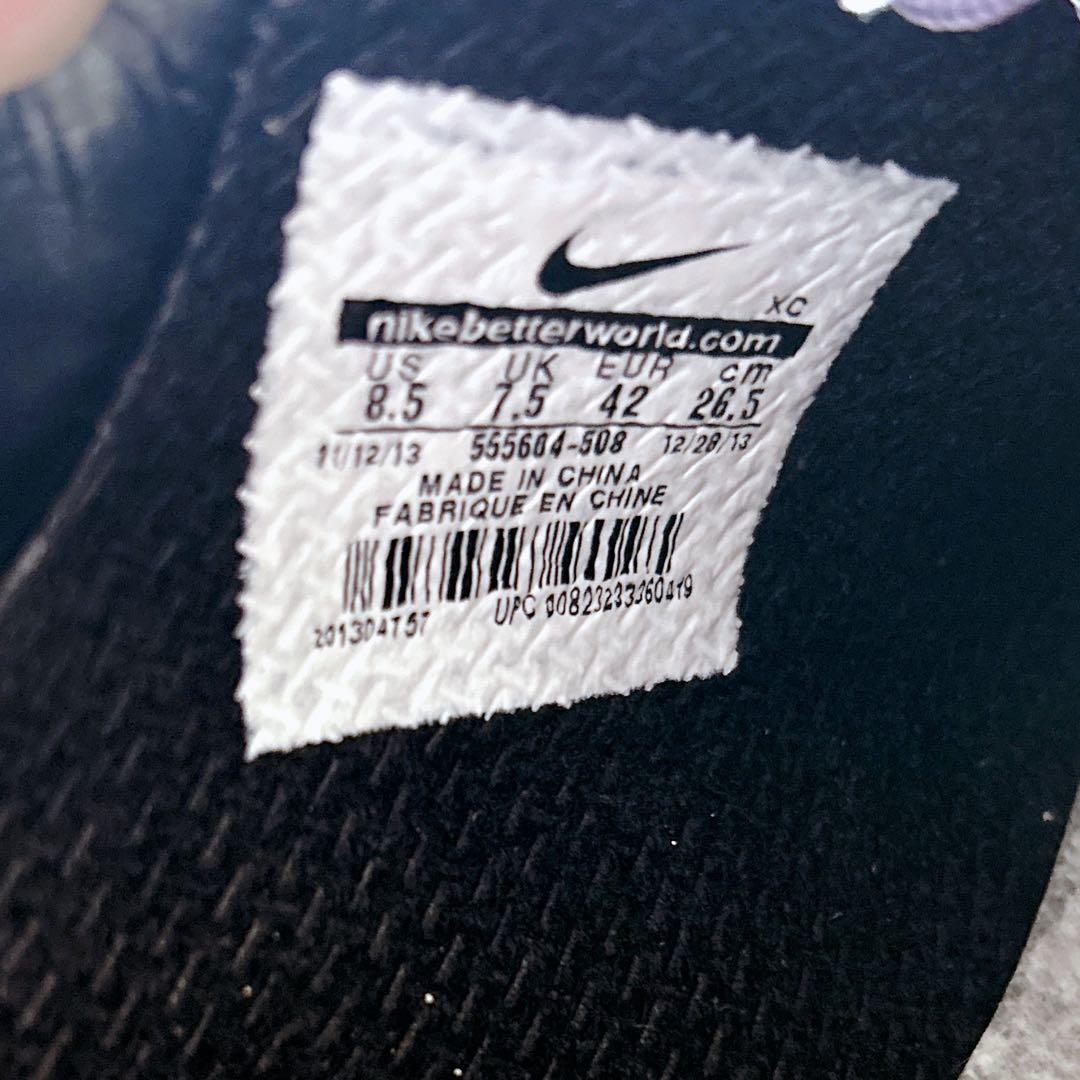 XC
nikebetterworld.com
US UK EUR cm
8.5 7.5 42 26.5
11/12/13 555604-508 12/28/13
MADE IN CHINA
FABRIQUE EN CHINE
201304T57 UPC 00823233360419